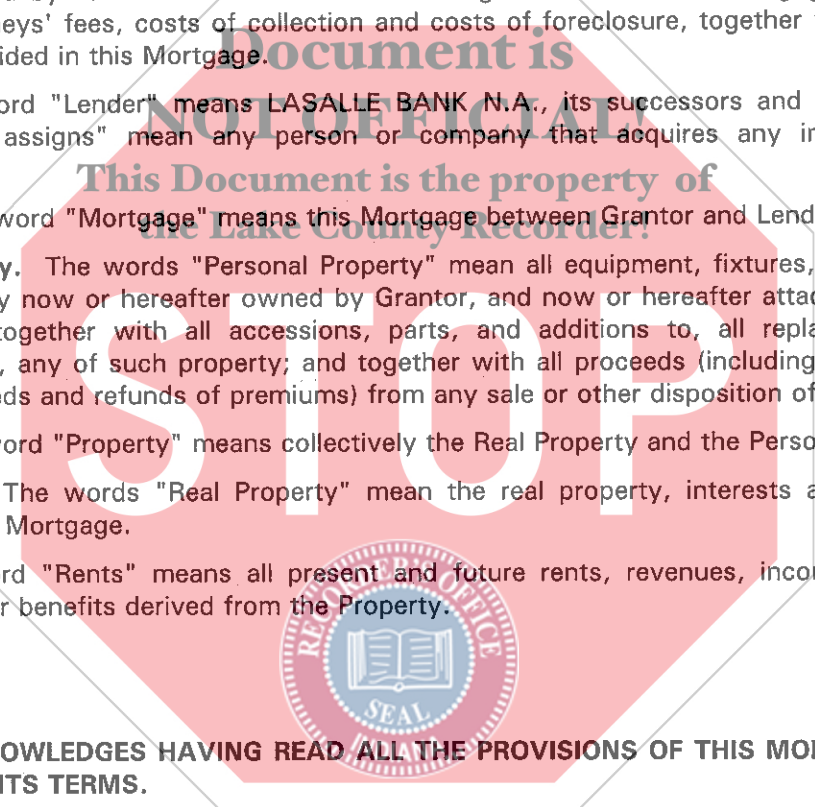 eys' fees, costs of collection and costs of foreclosure, together
ided in this Mortgage.
Document is
ord "Lender" means LASALLE BANK N.A., its successors and
NOT OFFICIAL!
assigns" mean any person or company that acquires any in
This Document is the property of
word "Mortgage" means this Mortgage between Grantor and Lend
the Lake County Recorder!
y. The words "Personal Property" mean all equipment, fixtures,
y now or hereafter owned by Grantor, and now or hereafter attac
together with all accessions, parts, and additions to, all repla
, any of such property; and together with all proceeds (including
ds and refunds of premiums) from any sale or other disposition of
STOP
ord "Property" means collectively the Real Property and the Perso
The words "Real Property" mean the real property, interests a
Mortgage.
rd "Rents" means all present and future rents, revenues, inco
r benefits derived from the Property.
RECORDER'S OFFICE
SEAL
INDIANA
OWLEDGES HAVING READ ALL THE PROVISIONS OF THIS MO
ITS TERMS.